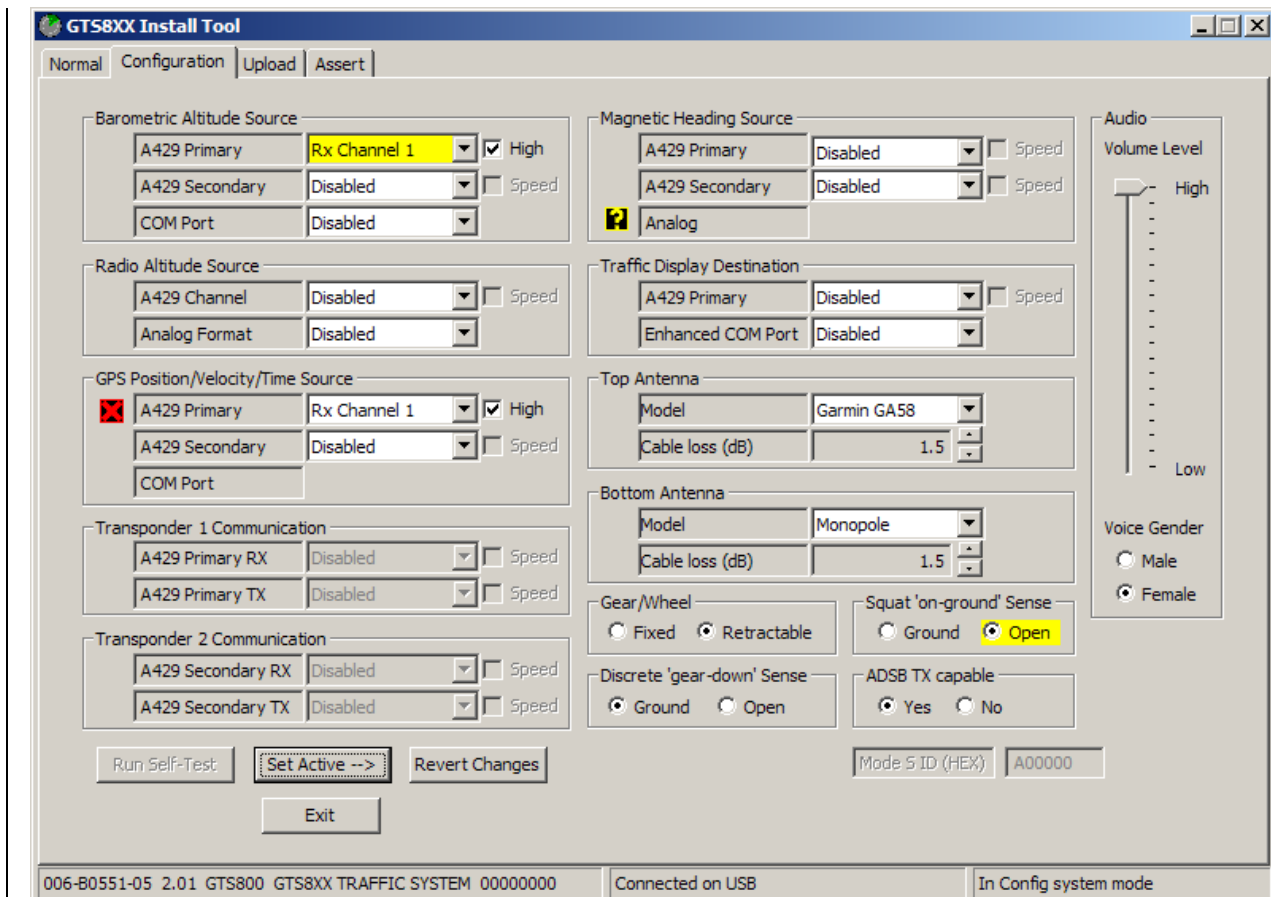 GTS8XX Install Tool
Normal Configuration Upload Assert
Barometric Altitude Source
A429 Primary Rx Channel 1 High
A429 Secondary Disabled Speed
COM Port Disabled
Radio Altitude Source
A429 Channel Disabled Speed
Analog Format Disabled
GPS Position/Velocity/Time Source
A429 Primary Rx Channel 1 High
A429 Secondary Disabled Speed
COM Port
Transponder 1 Communication
A429 Primary RX Disabled Speed
A429 Primary TX Disabled Speed
Transponder 2 Communication
A429 Secondary RX Disabled Speed
A429 Secondary TX Disabled Speed
Run Self-Test Set Active --> Revert Changes
Exit
Magnetic Heading Source
A429 Primary Disabled Speed
A429 Secondary Disabled Speed
? Analog
Traffic Display Destination
A429 Primary Disabled Speed
Enhanced COM Port Disabled
Top Antenna
Model Garmin GA58
Cable loss (dB) 1.5
Bottom Antenna
Model Monopole
Cable loss (dB) 1.5
Gear/Wheel
Fixed Retractable
Squat 'on-ground' Sense
Ground Open
Discrete 'gear-down' Sense
Ground Open
ADSB TX capable
Yes No
Mode S ID (HEX) A00000
Audio
Volume Level
High
Low
Voice Gender
Male
Female
006-B0551-05 2.01 GTS800 GTS8XX TRAFFIC SYSTEM 00000000 Connected on USB In Config system mode